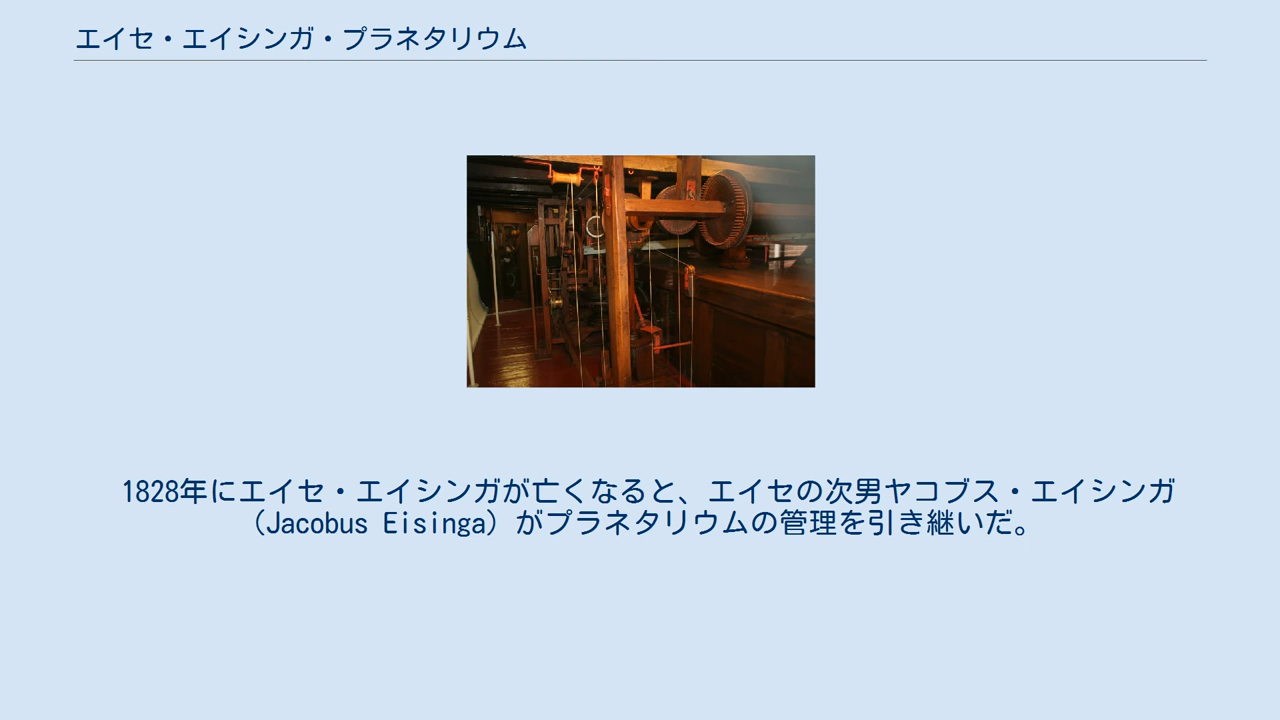 エイセ・エイシンガ・プラネタリウム
1828年にエイセ・エイシンガが亡くなると、エイセの次男ヤコブス・エイシンガ
（Jacobus Eisinga）がプラネタリウムの管理を引き継いだ。